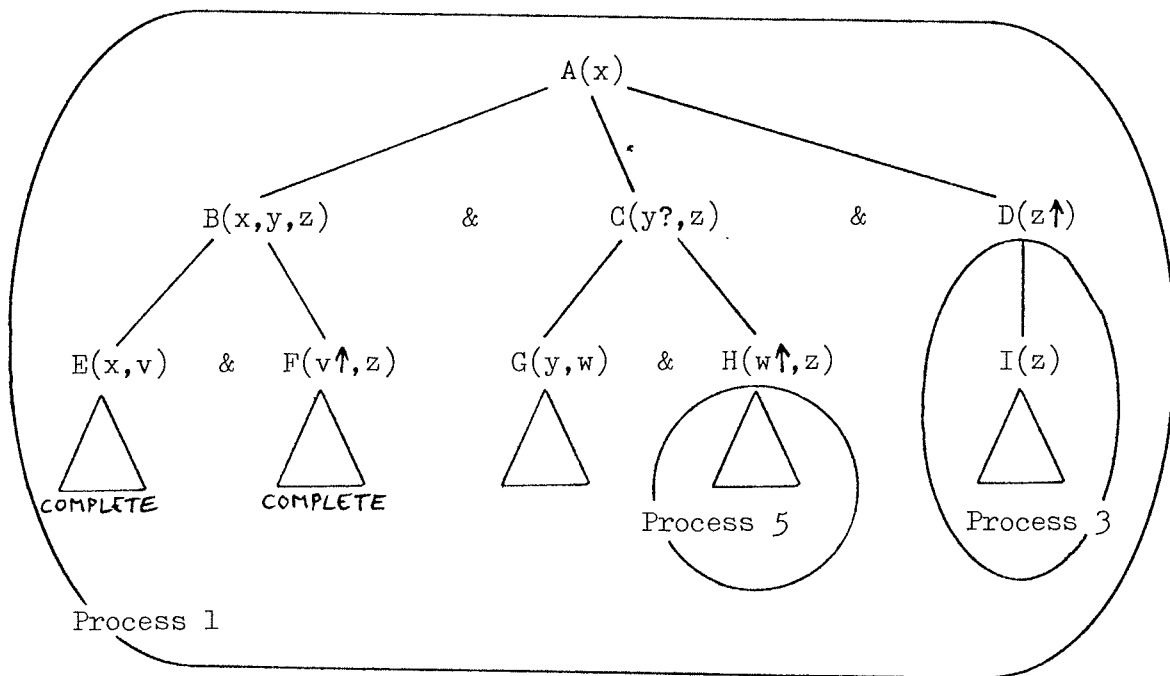 A(x)
B(x,y,z) & C(y?,z) & D(z↑)
E(x,v) & F(v↑,z) G(y,w) & H(w↑,z) I(z)
COMPLETE COMPLETE
Process 5 Process 3
Process 1